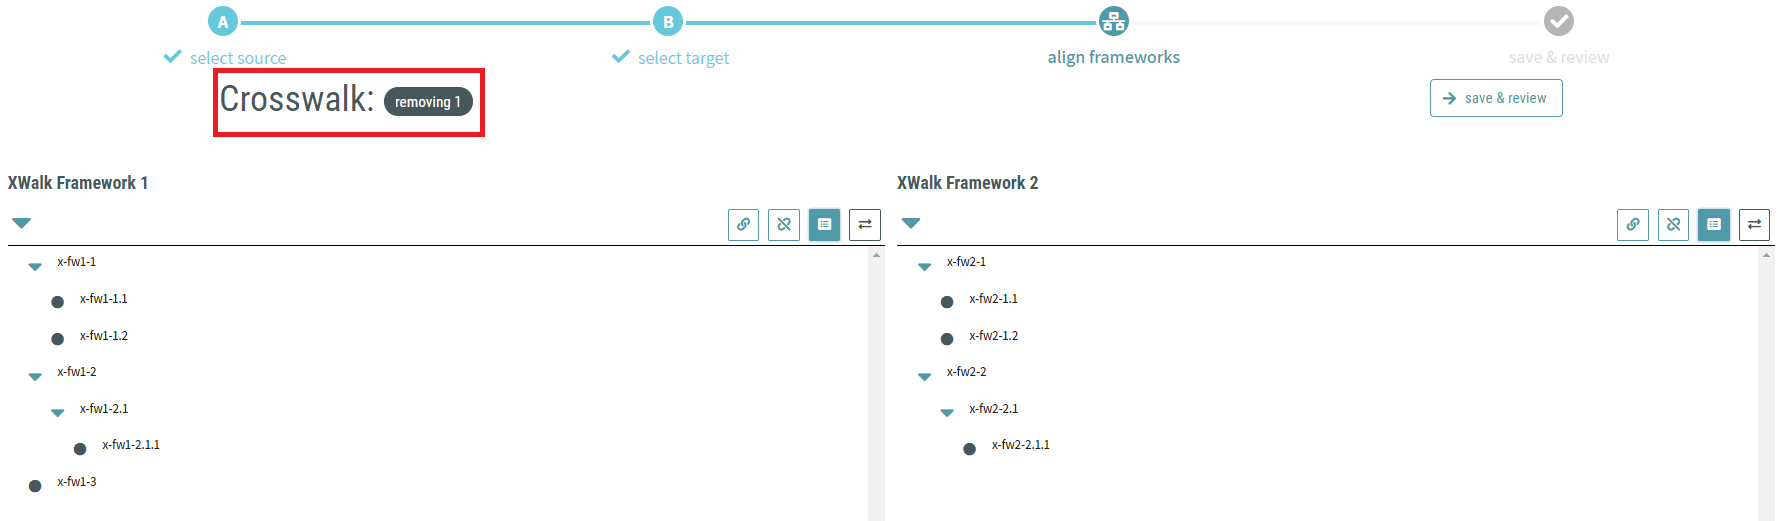 A
B
select source
select target
align frameworks
save & review
Crosswalk: removing 1
save & review
XWalk Framework 1
x-fw1-1
x-fw1-1.1
x-fw1-1.2
x-fw1-2
x-fw1-2.1
x-fw1-2.1.1
x-fw1-3
XWalk Framework 2
x-fw2-1
x-fw2-1.1
x-fw2-1.2
x-fw2-2
x-fw2-2.1
x-fw2-2.1.1